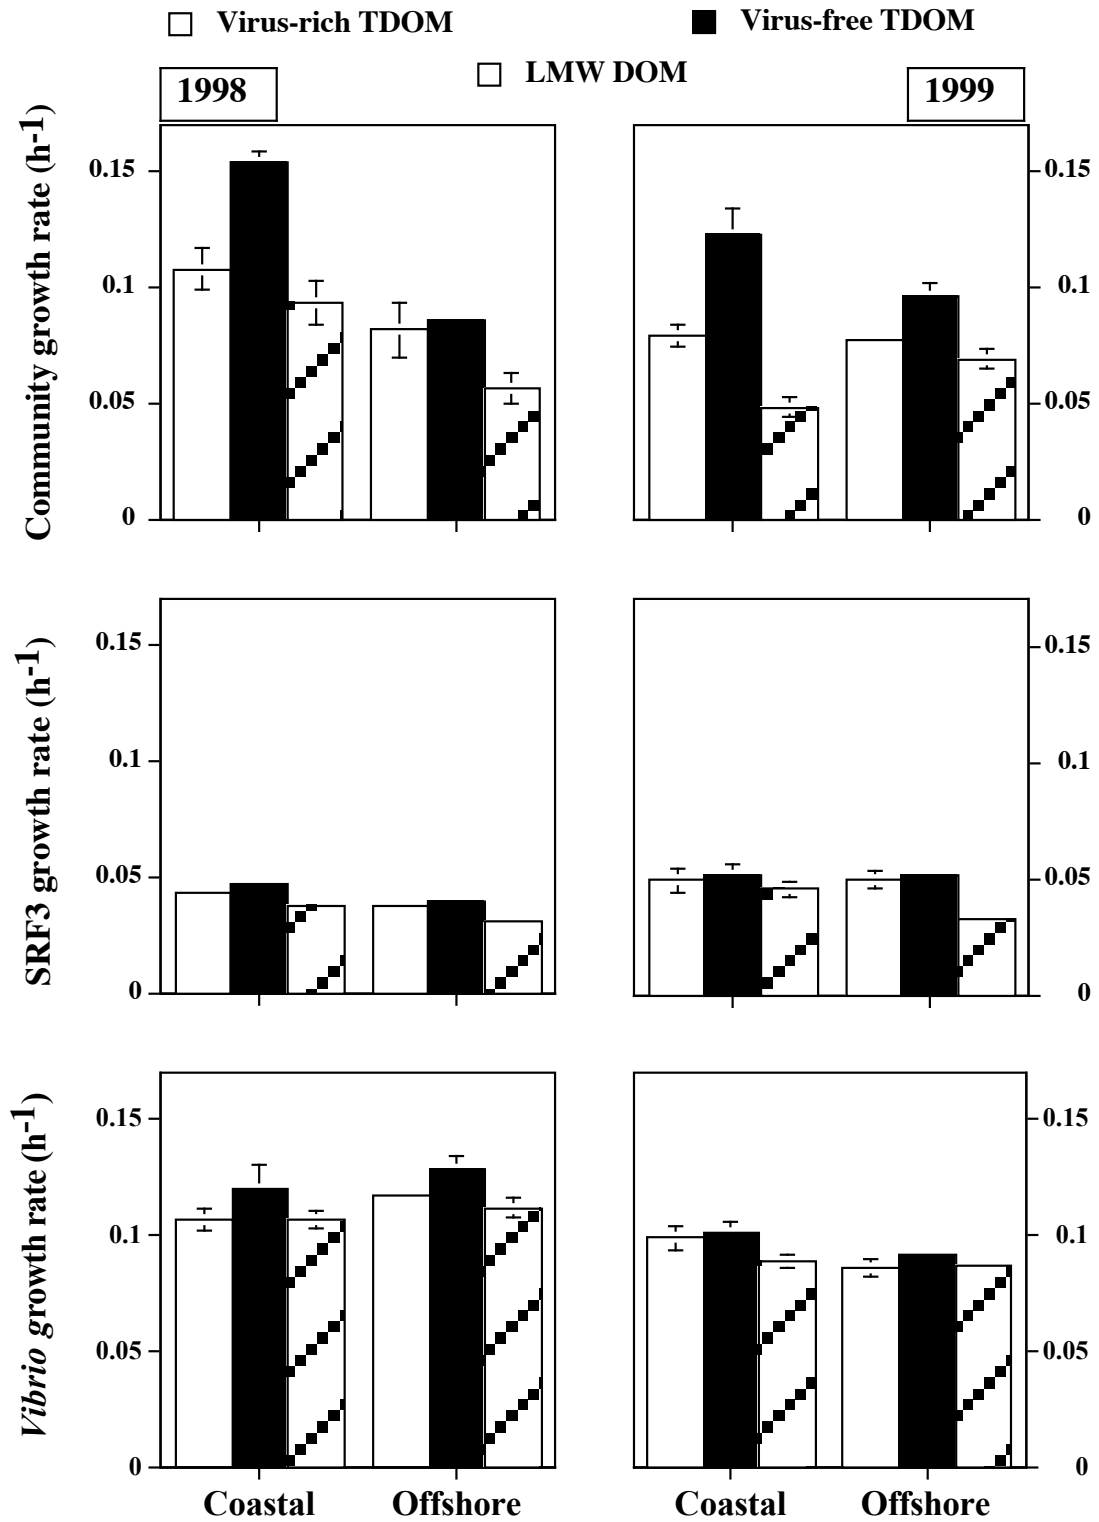 Virus-rich TDOM
Virus-free TDOM
LMW DOM
1998
1999
Community growth rate (h-1)
0.15
0.1
0.05
0
0.15
0.1
0.05
0
SRF3 growth rate (h-1)
0.15
0.1
0.05
0
0.15
0.1
0.05
0
Vibrio growth rate (h-1)
0.15
0.1
0.05
0
0.15
0.1
0.05
0
Coastal
Offshore
Coastal
Offshore